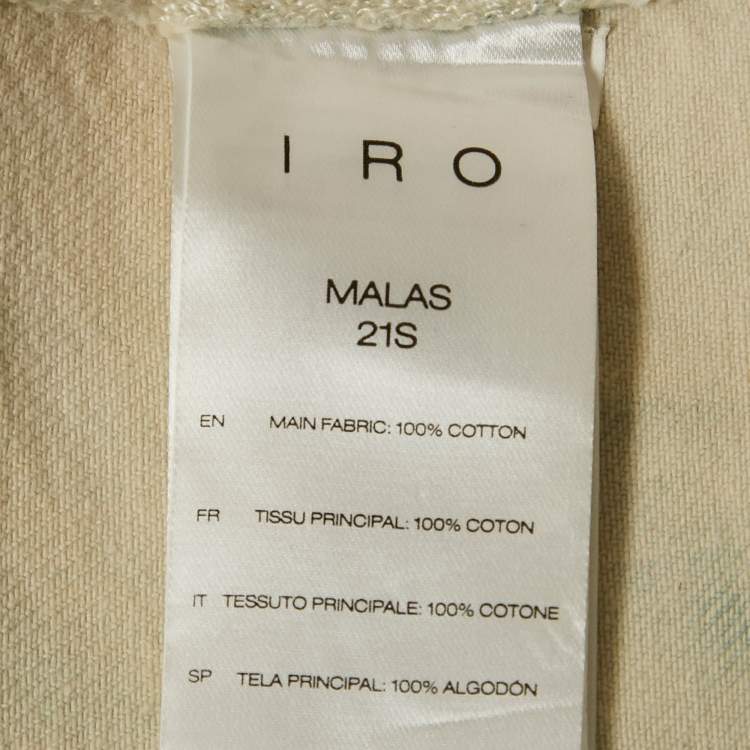 IRO
MALAS
21S
EN MAIN FABRIC: 100% COTTON
FR TISSU PRINCIPAL: 100% COTON
IT TESSUTO PRINCIPALE: 100% COTONE
SP TELA PRINCIPAL: 100% ALGODÓN